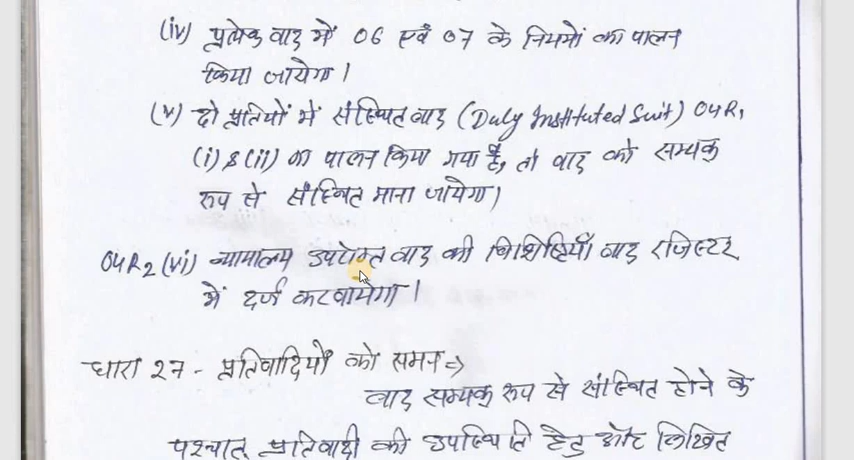 (iv) प्रत्येक वाद में 06 एवं 07 के नियमों का पालन
किया जायेगा।
(v) दो प्रतियों में संस्थित वाद (Duly Instituted Suit) O4R1
(i) & (ii) का पालन किया गया है, तो वाद को सम्यक
रूप से संस्थित माना जायेगा।
O4R2 (vi) न्यायालय उपरोक्त वाद की विशिष्टियाँ वाद रजिस्टर
में दर्ज करवायेगा।
धारा 27 - प्रतिवादियों को समन ⇒
वाद सम्यक रूप से संस्थित होने के
पश्चात् प्रतिवादी की उपस्थिति हेतु और लिखित